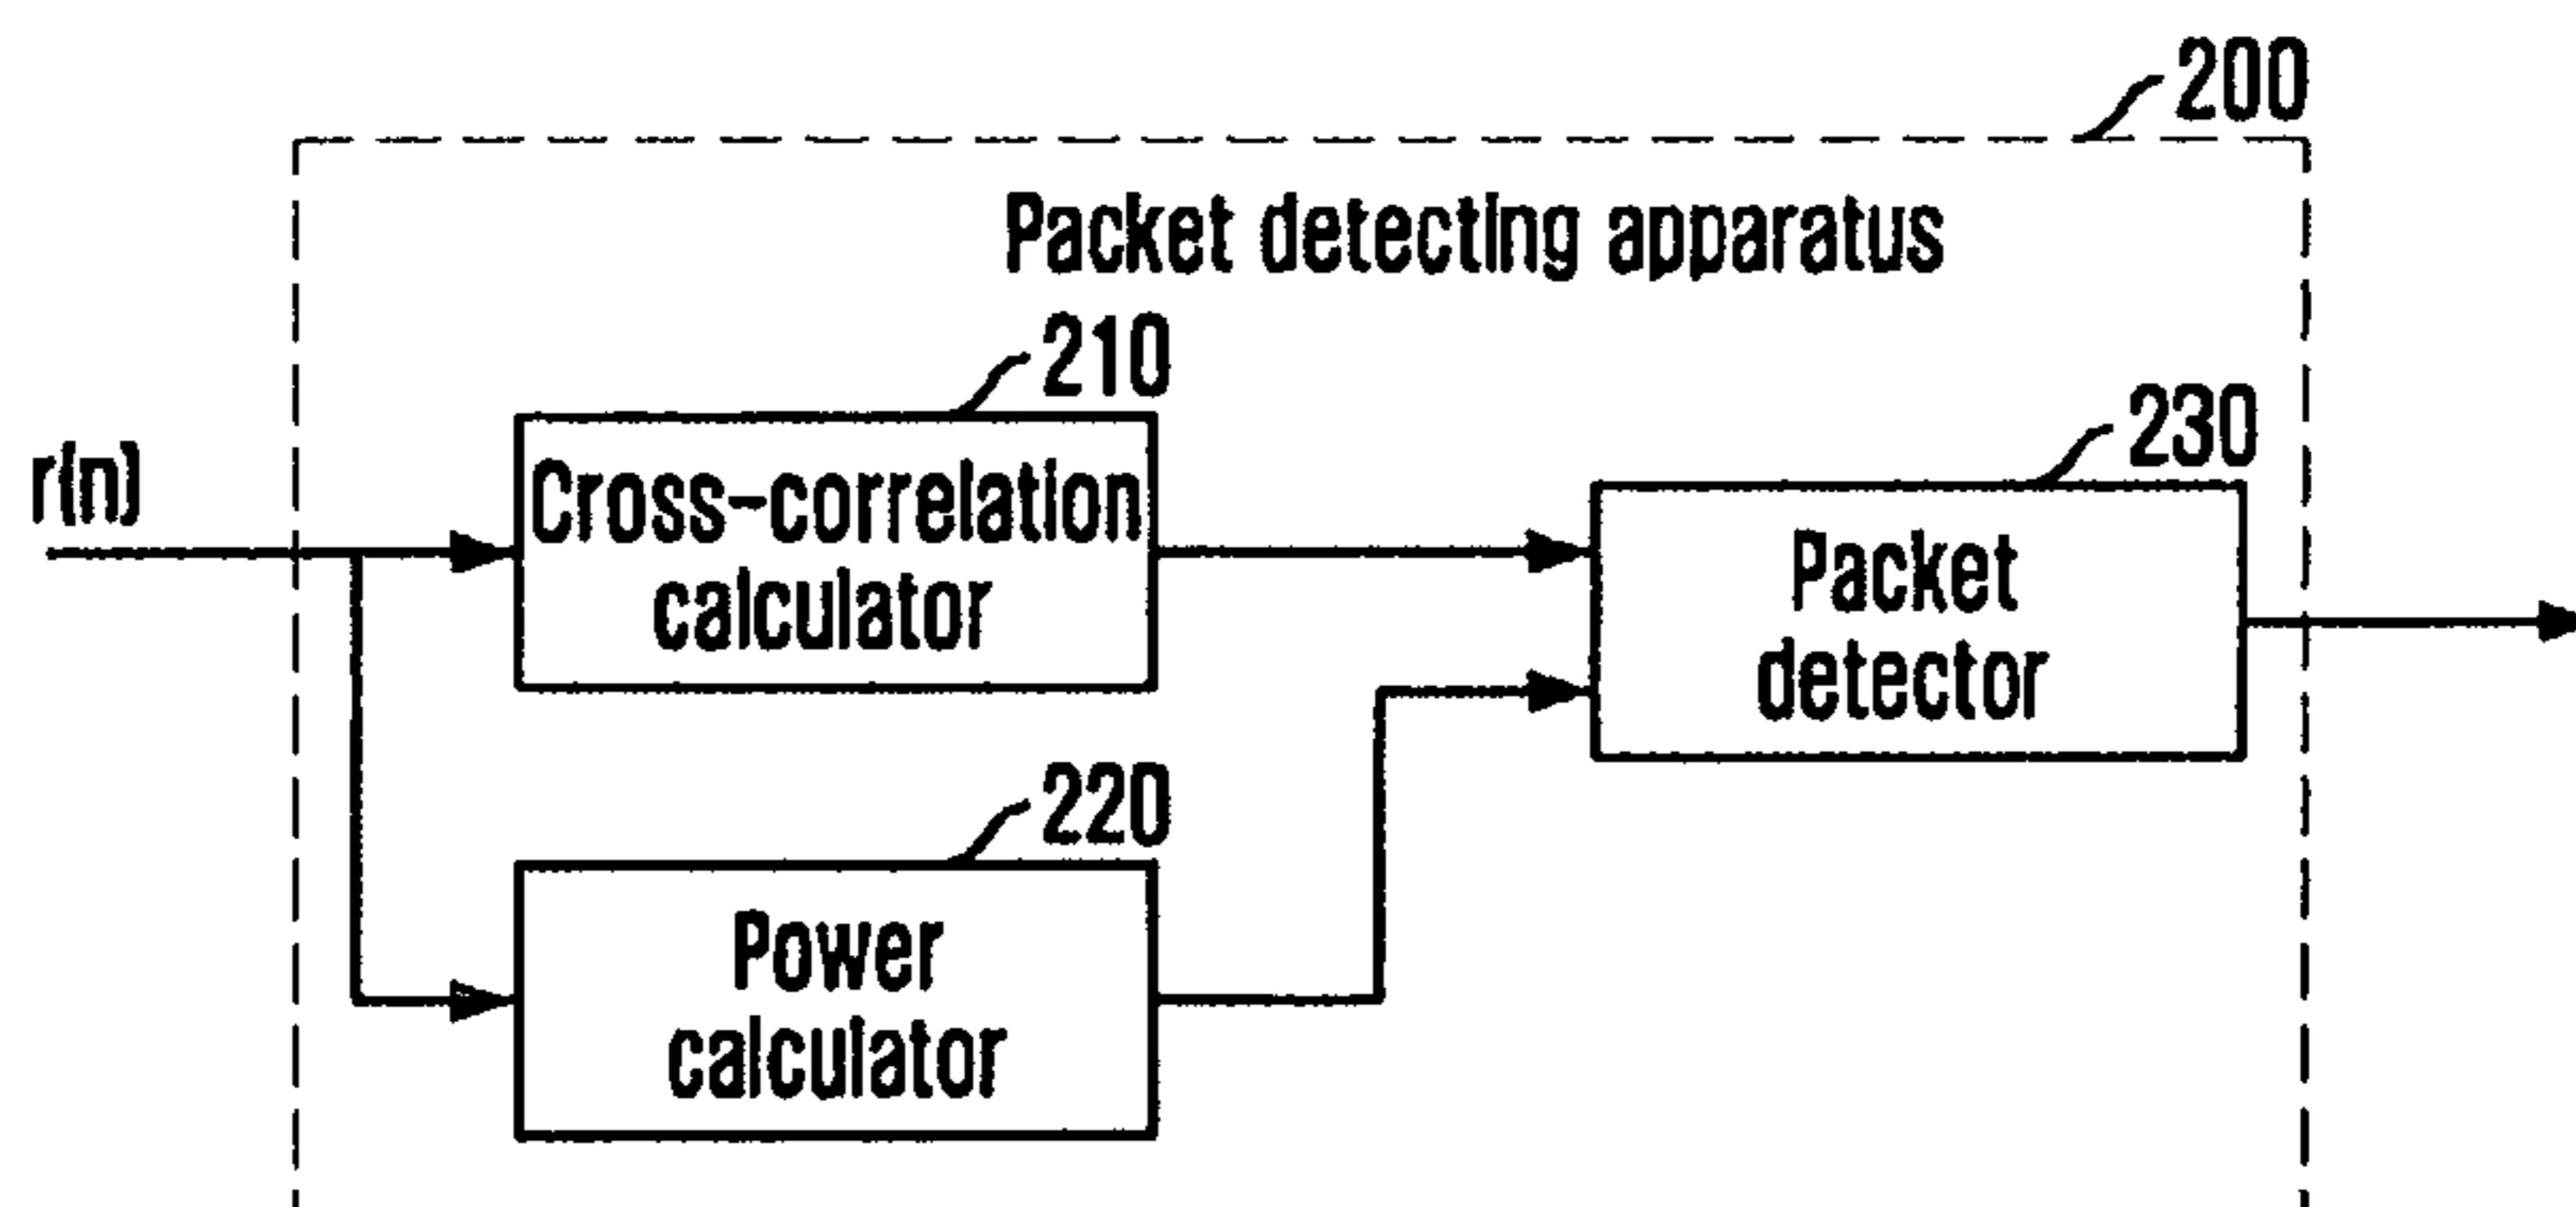 200
Packet detecting apparatus
210
230
r(n)
Cross-correlation
calculator
Packet
detector
220
Power
calculator